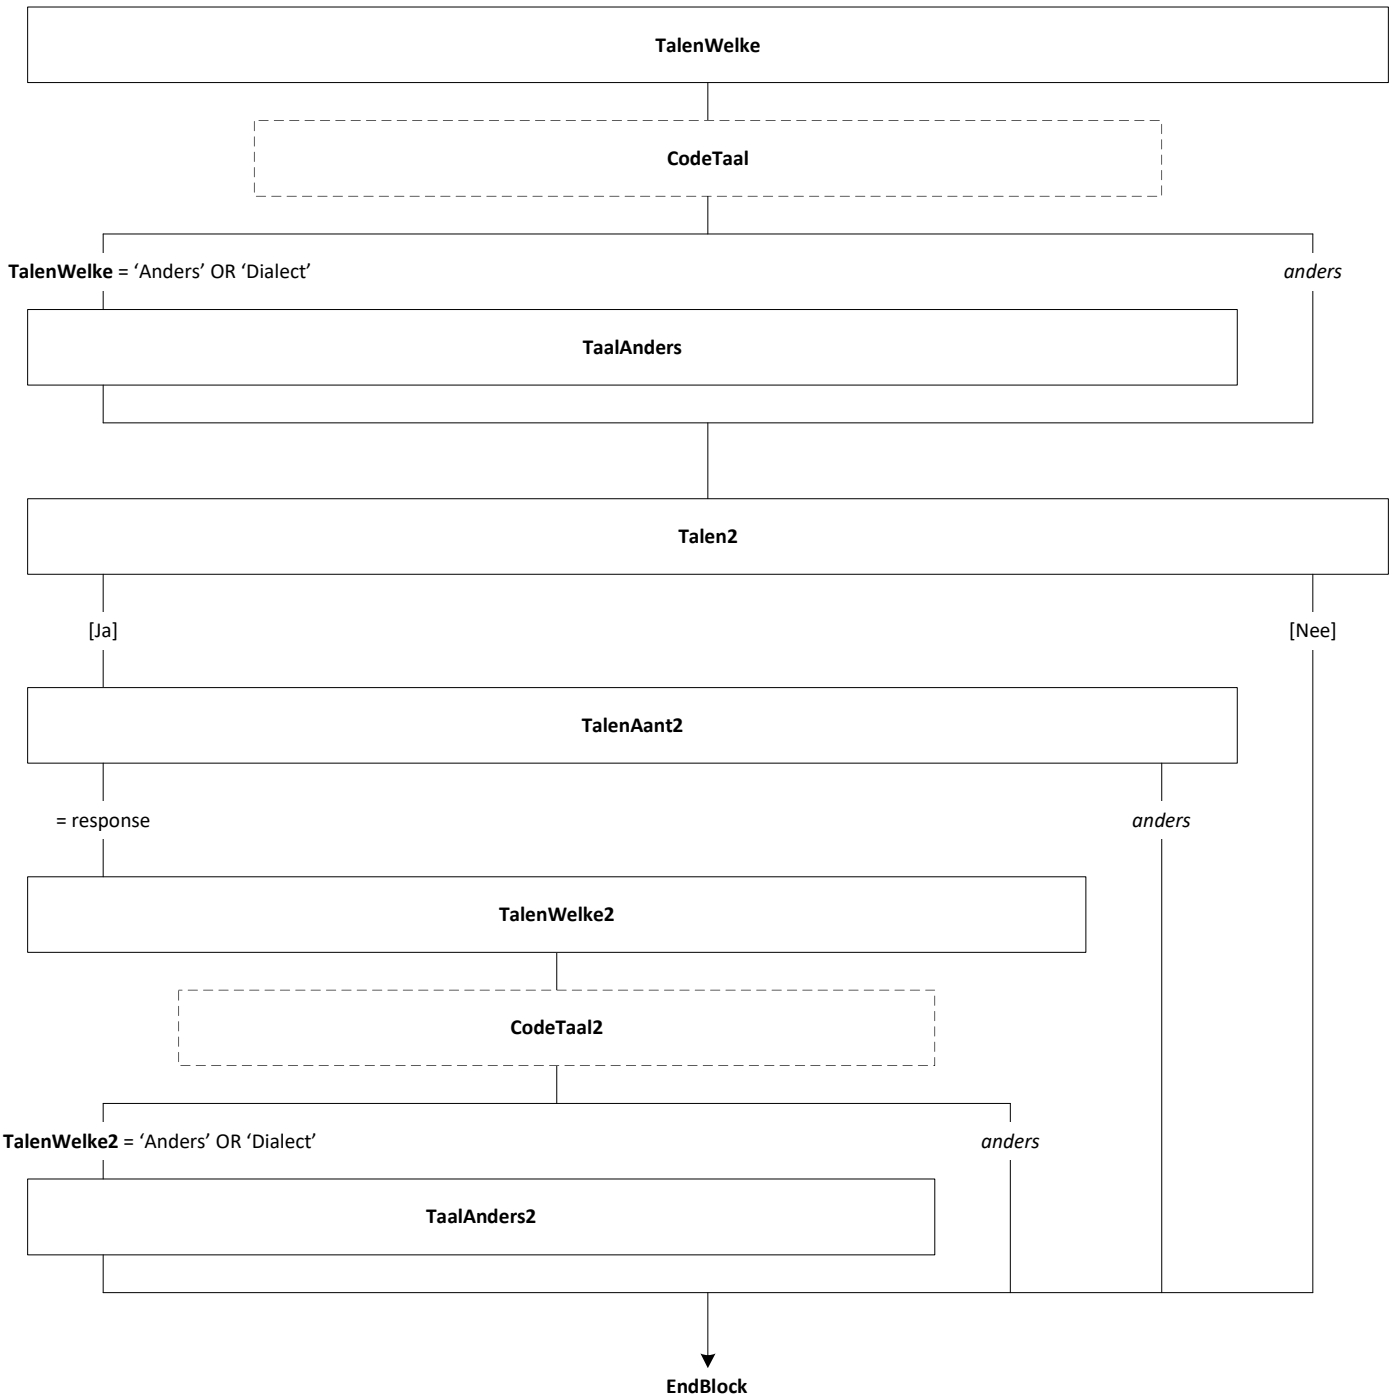 TalenWelke
CodeTaal
TalenWelke = ‘Anders’ OR ‘Dialect’
anders
TaalAnders
Talen2
[Ja]
[Nee]
TalenAant2
= response
anders
TalenWelke2
CodeTaal2
TalenWelke2 = ‘Anders’ OR ‘Dialect’
anders
TaalAnders2
EndBlock